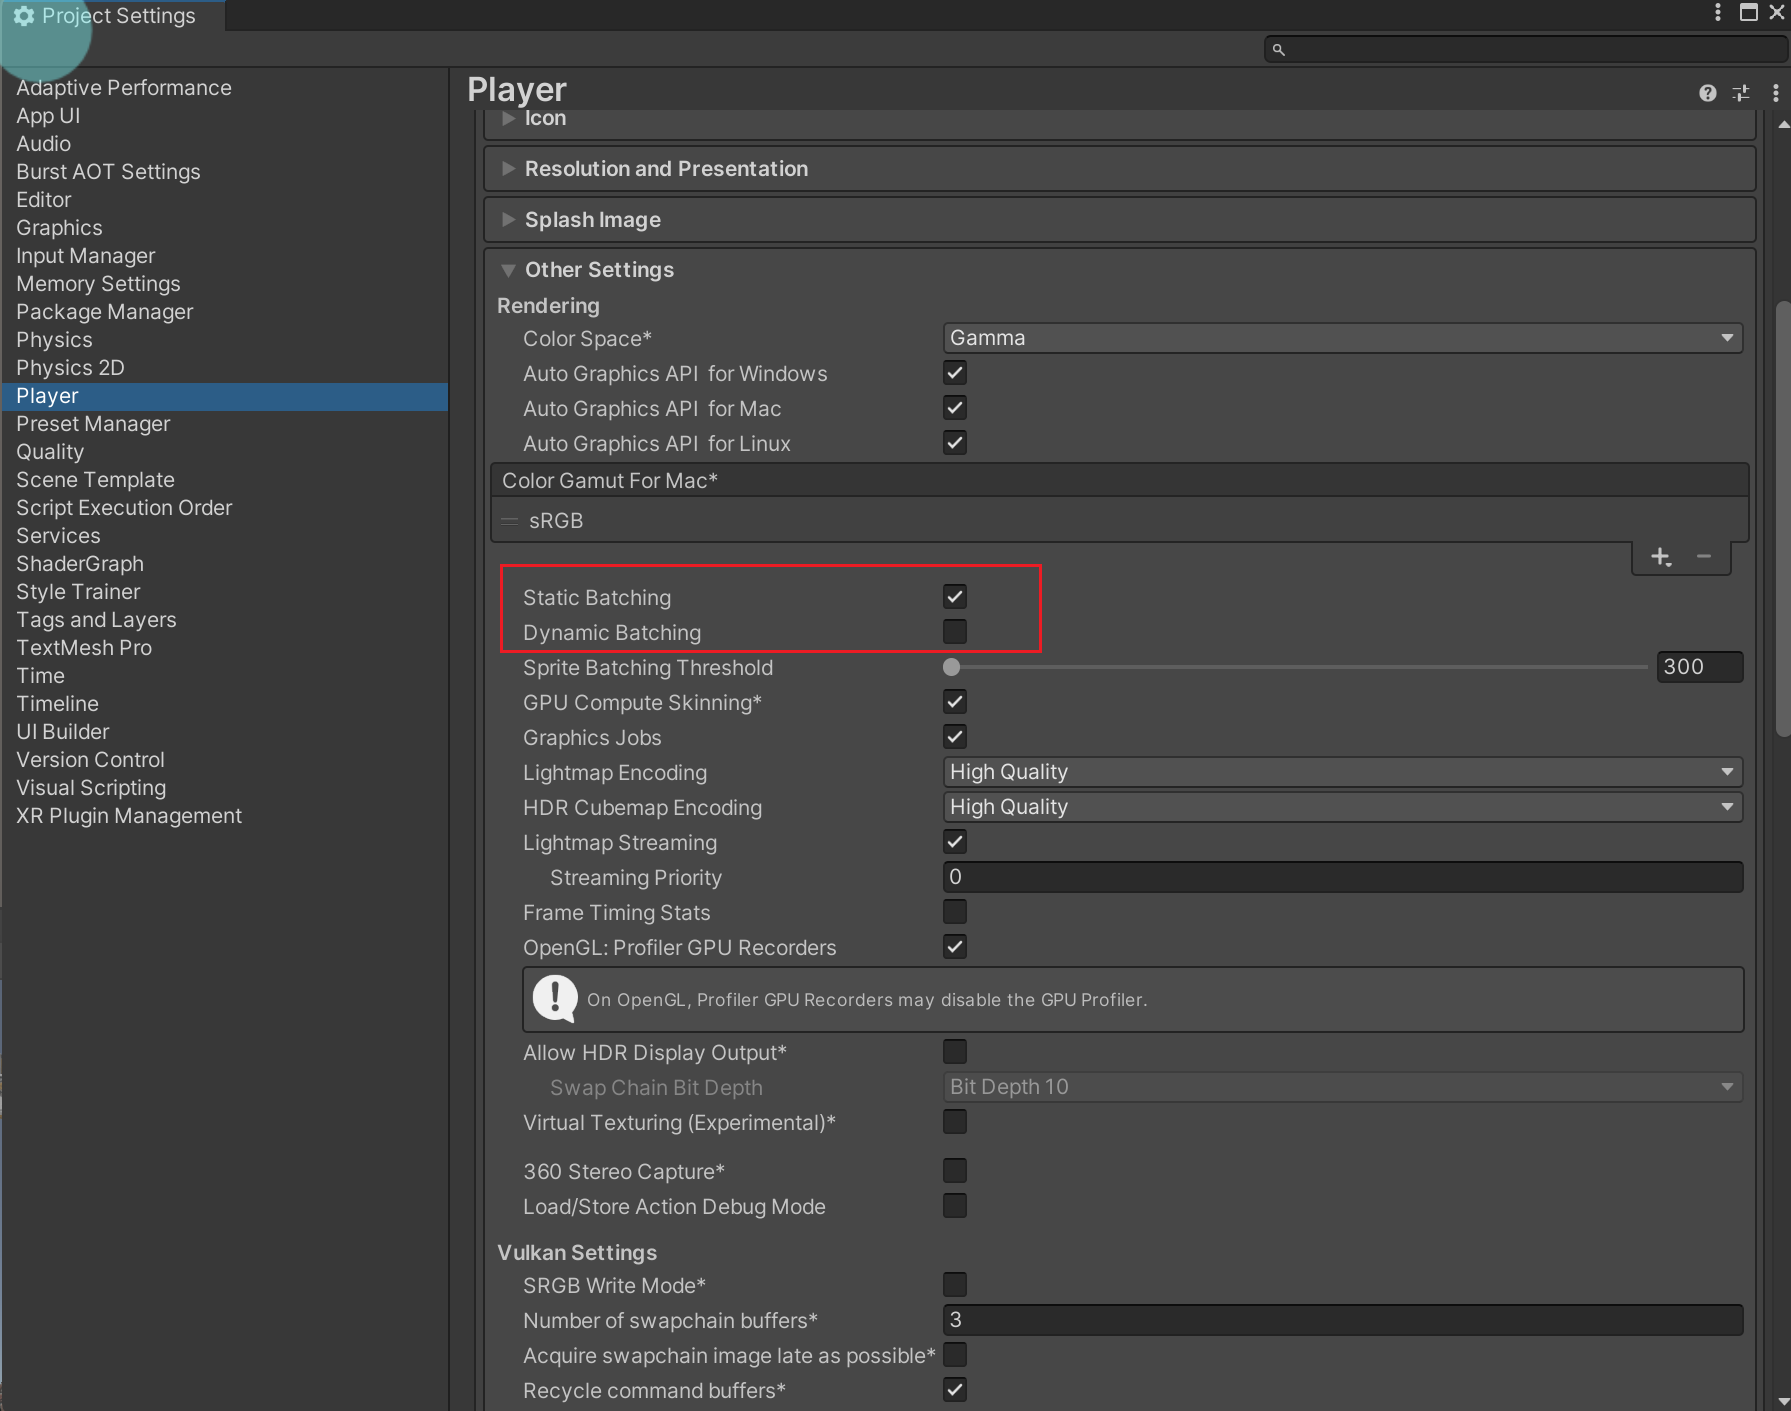 Project Settings
Adaptive Performance
App UI
Audio
Burst AOT Settings
Editor
Graphics
Input Manager
Memory Settings
Package Manager
Physics
Physics 2D
Player
Preset Manager
Quality
Scene Template
Script Execution Order
Services
ShaderGraph
Style Trainer
Tags and Layers
TextMesh Pro
Time
Timeline
UI Builder
Version Control
Visual Scripting
XR Plugin Management
Player
Icon
Resolution and Presentation
Splash Image
Other Settings
Rendering
Color Space* Gamma
Auto Graphics API for Windows
Auto Graphics API for Mac
Auto Graphics API for Linux
Color Gamut For Mac*
sRGB
Static Batching
Dynamic Batching
Sprite Batching Threshold 300
GPU Compute Skinning*
Graphics Jobs
Lightmap Encoding High Quality
HDR Cubemap Encoding High Quality
Lightmap Streaming
Streaming Priority 0
Frame Timing Stats
OpenGL: Profiler GPU Recorders
On OpenGL, Profiler GPU Recorders may disable the GPU Profiler.
Allow HDR Display Output*
Swap Chain Bit Depth Bit Depth 10
Virtual Texturing (Experimental)*
360 Stereo Capture*
Load/Store Action Debug Mode
Vulkan Settings
SRGB Write Mode*
Number of swapchain buffers* 3
Acquire swapchain image late as possible*
Recycle command buffers*